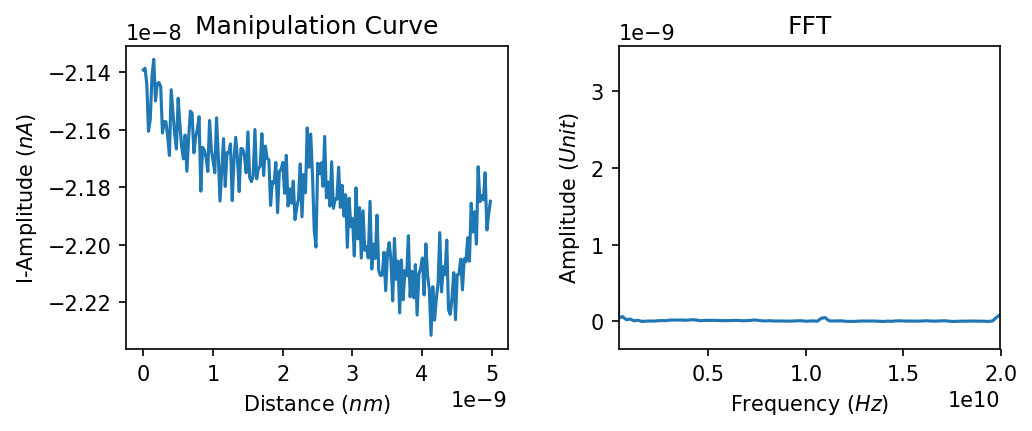 Manipulation Curve
1e−8
−2.14
−2.16
−2.18
−2.20
−2.22
I-Amplitude (nA)
0 1 2 3 4 5
1e−9
Distance (nm)
FFT
1e−9
3
2
1
0
Amplitude (Unit)
0.5 1.0 1.5 2.0
1e10
Frequency (Hz)